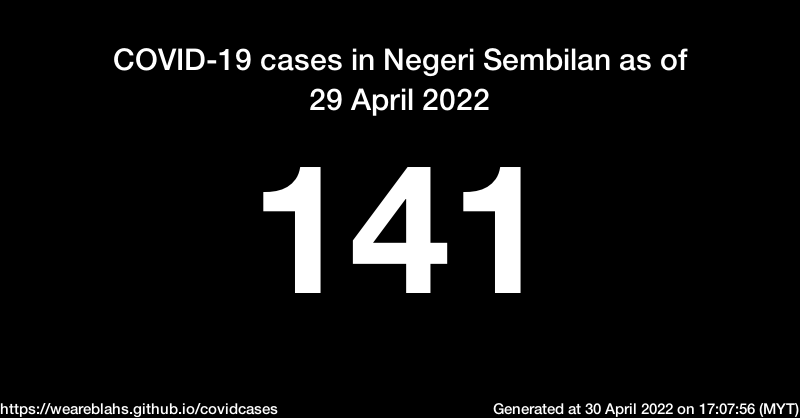 COVID-19 cases in Negeri Sembilan as of
29 April 2022
141
https://weareblahs.github.io/covidcases
Generated at 30 April 2022 on 17:07:56 (MYT)